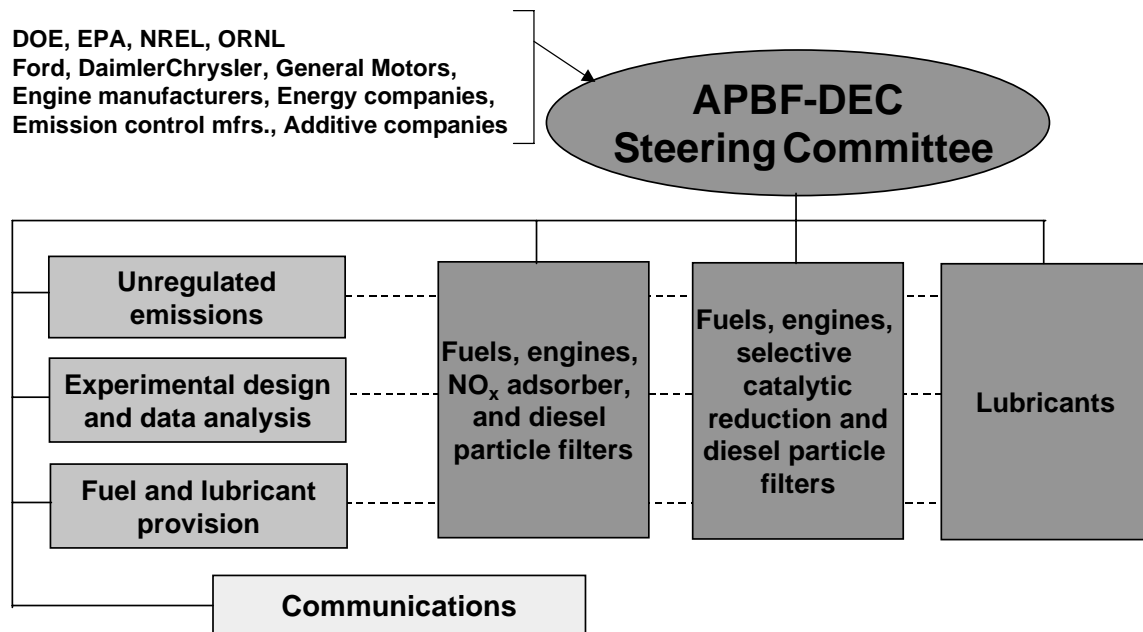 DOE, EPA, NREL, ORNL
Ford, DaimlerChrysler, General Motors,
Engine manufacturers, Energy companies,
Emission control mfrs., Additive companies
APBF-DEC
Steering Committee
Unregulated
emissions
Experimental design
and data analysis
Fuel and lubricant
provision
Fuels, engines,
NOx adsorber,
and diesel
particle filters
Fuels, engines,
selective
catalytic
reduction and
diesel particle
filters
Lubricants
Communications